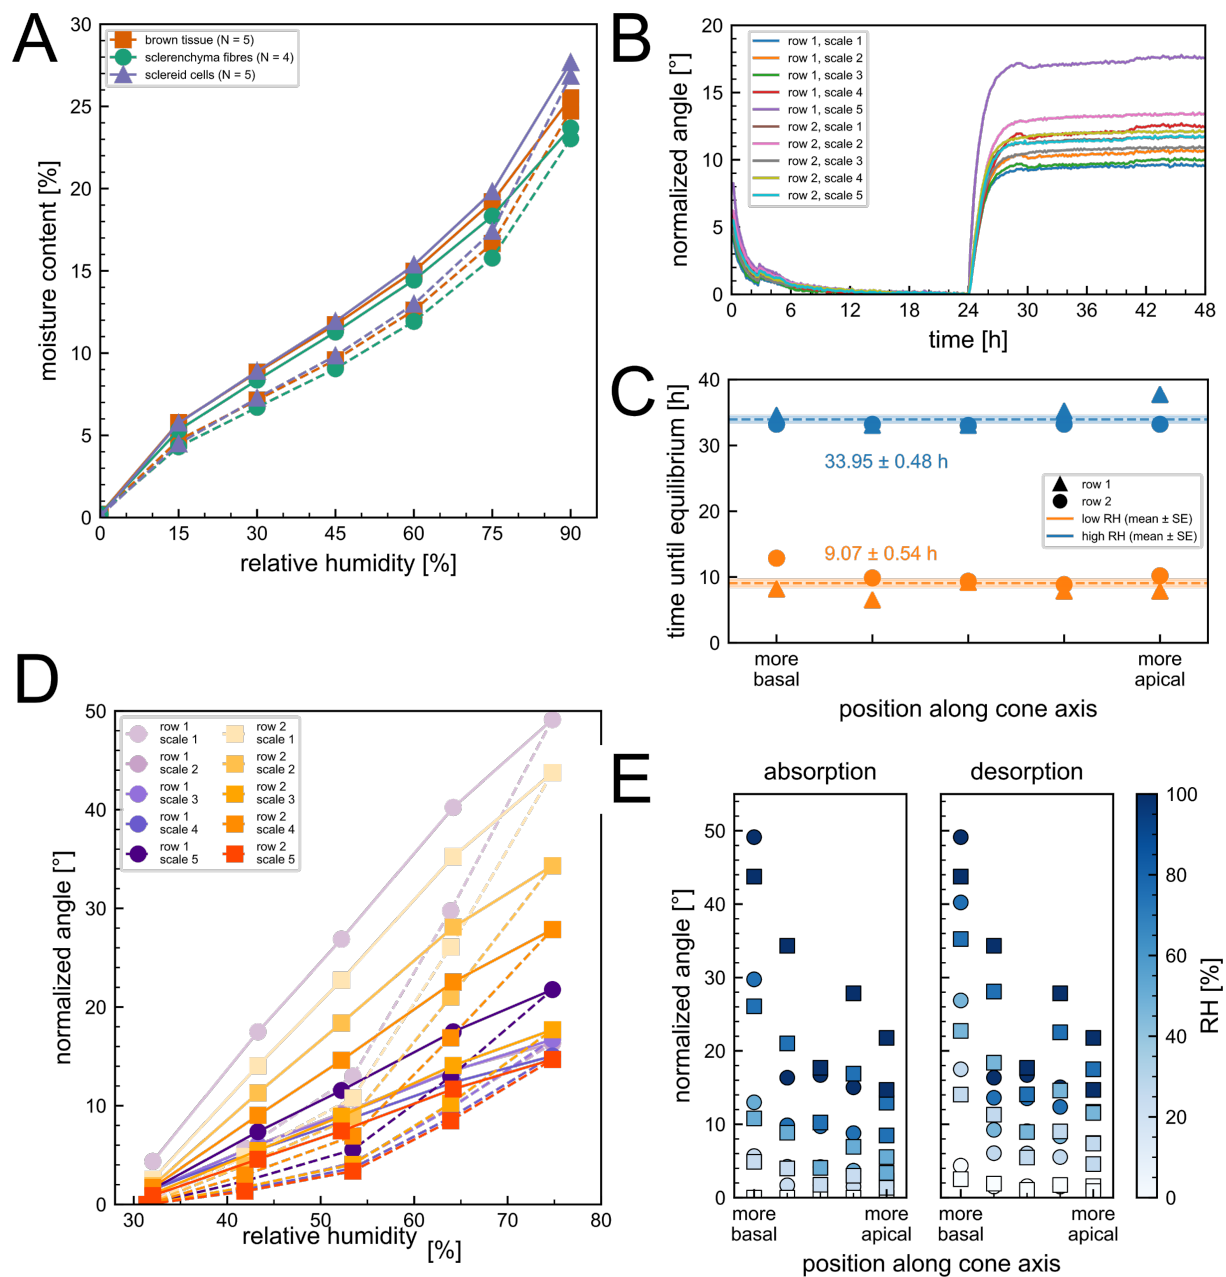 A
30
25
20
15
10
5
0
moisture content [%]
brown tissue (N = 5)
sclerenchyma fibres (N = 4)
sclereid cells (N = 5)
0 15 30 45 60 75 90
relative humidity [%]
B
20
15
10
5
0
normalized angle [°]
row 1, scale 1
row 1, scale 2
row 1, scale 3
row 1, scale 4
row 1, scale 5
row 2, scale 1
row 2, scale 2
row 2, scale 3
row 2, scale 4
row 2, scale 5
0 6 12 18 24 30 36 42 48
time [h]
C
40
30
20
10
0
time until equilibrium [h]
33.95 ± 0.48 h
9.07 ± 0.54 h
row 1
row 2
low RH (mean ± SE)
high RH (mean ± SE)
more basal
more apical
position along cone axis
D
50
40
30
20
10
0
normalized angle [°]
row 1 scale 1
row 1 scale 2
row 1 scale 3
row 1 scale 4
row 1 scale 5
row 2 scale 1
row 2 scale 2
row 2 scale 3
row 2 scale 4
row 2 scale 5
30 40 50 60 70 80
relative humidity [%]
E
absorption
desorption
50
40
30
20
10
0
normalized angle [°]
more basal
more apical
more basal
more apical
position along cone axis
100
80
60
40
20
0
RH [%]